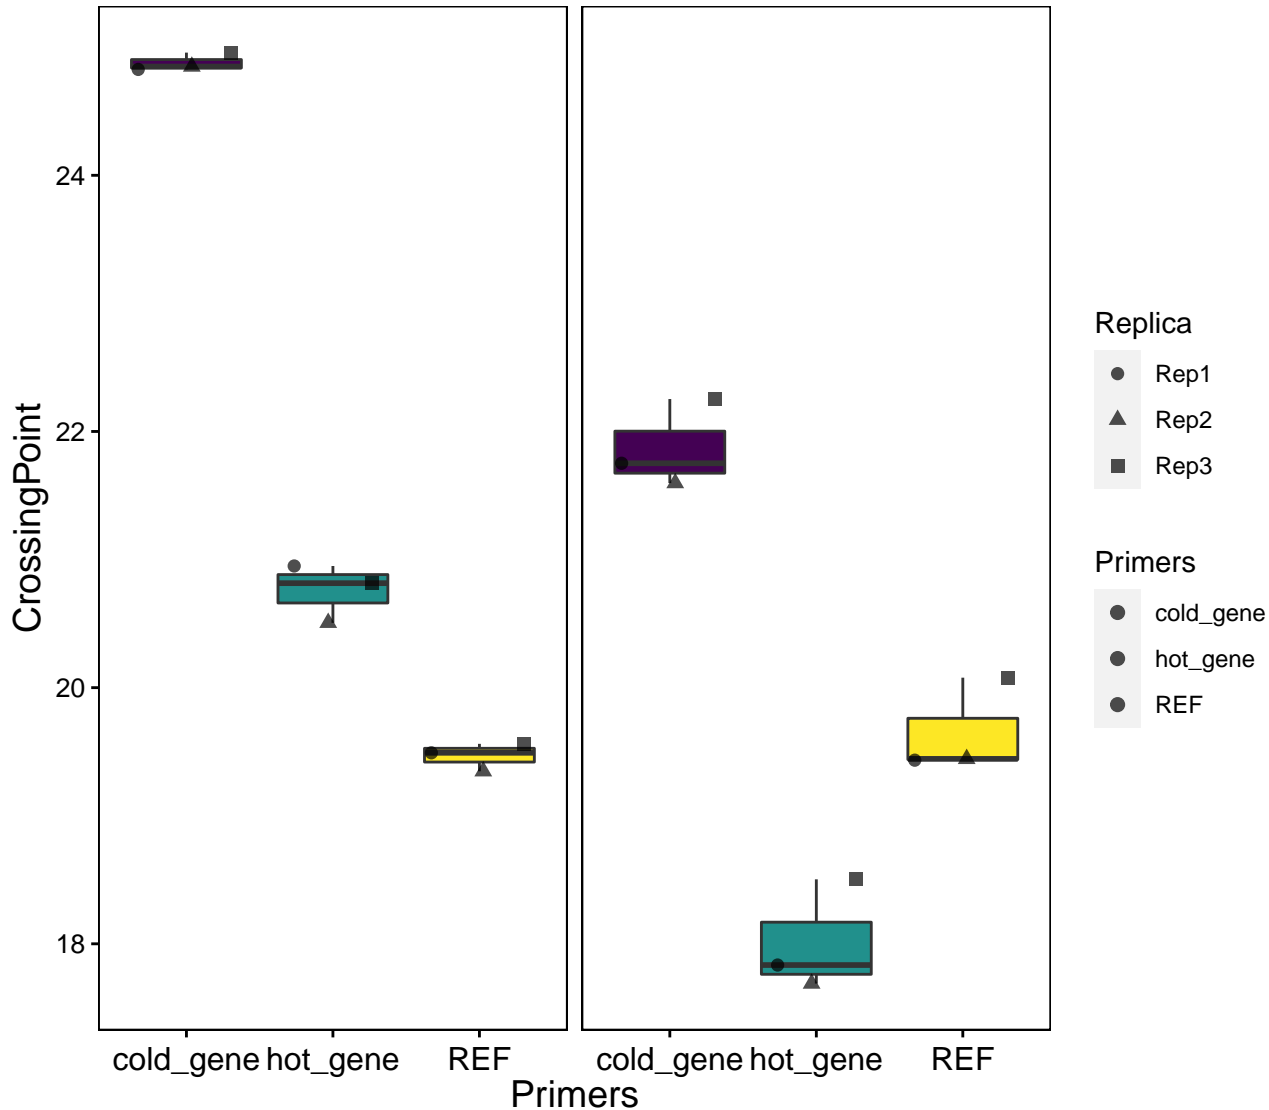 CrossingPoint
24
22
20
18
cold_gene hot_gene REF
cold_gene hot_gene REF
Primers
Replica
Rep1
Rep2
Rep3
Primers
cold_gene
hot_gene
REF